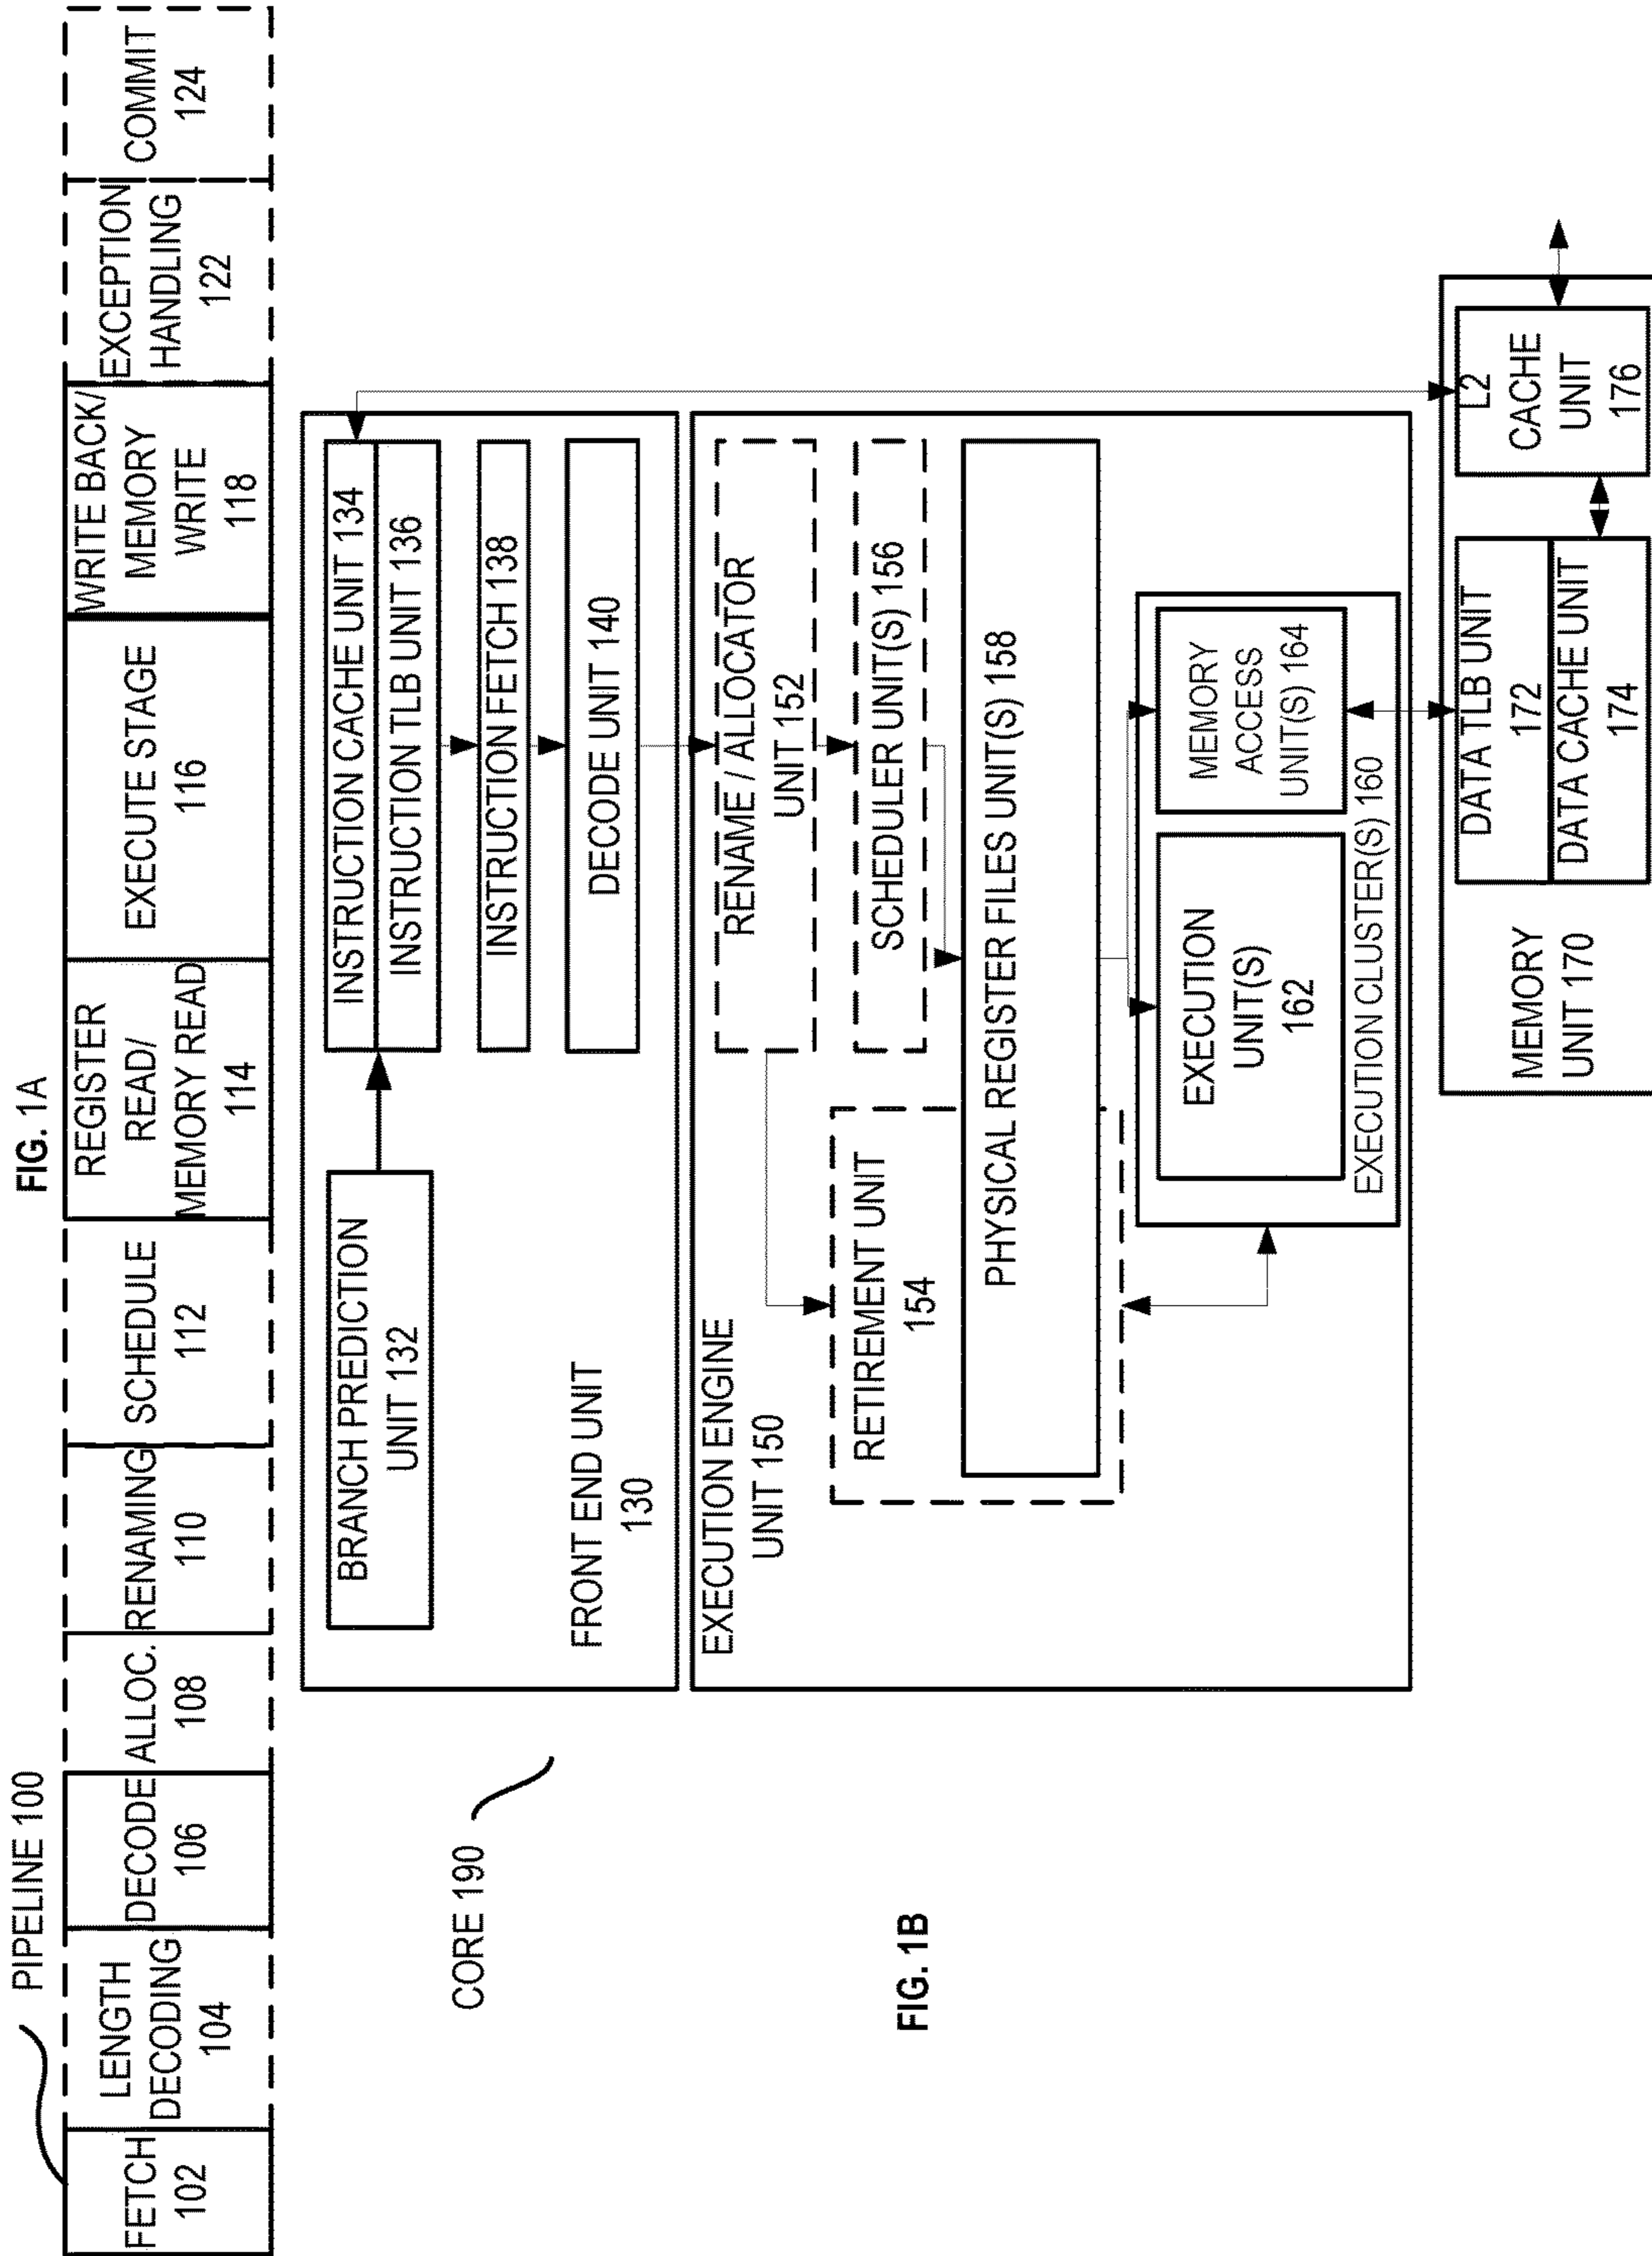 FIG. 1A
PIPELINE 100
FETCH
102
LENGTH
DECODING
104
DECODE
106
ALLOC.
108
RENAMING
110
SCHEDULE
112
REGISTER
READ/
MEMORY READ
114
EXECUTE STAGE
116
WRITE BACK/
MEMORY
WRITE
118
EXCEPTION
HANDLING
122
COMMIT
124
CORE 190
BRANCH PREDICTION
UNIT 132
INSTRUCTION CACHE UNIT 134
INSTRUCTION TLB UNIT 136
INSTRUCTION FETCH 138
DECODE UNIT 140
FRONT END UNIT
130
EXECUTION ENGINE
UNIT 150
RENAME / ALLOCATOR
UNIT 152
RETIREMENT UNIT
154
SCHEDULER UNIT(S) 156
PHYSICAL REGISTER FILES UNIT(S) 158
EXECUTION
UNIT(S)
162
MEMORY
ACCESS
UNIT(S) 164
EXECUTION CLUSTER(S) 160
MEMORY
UNIT 170
DATA TLB UNIT
172
DATA CACHE UNIT
174
L2
CACHE
UNIT
176
FIG. 1B